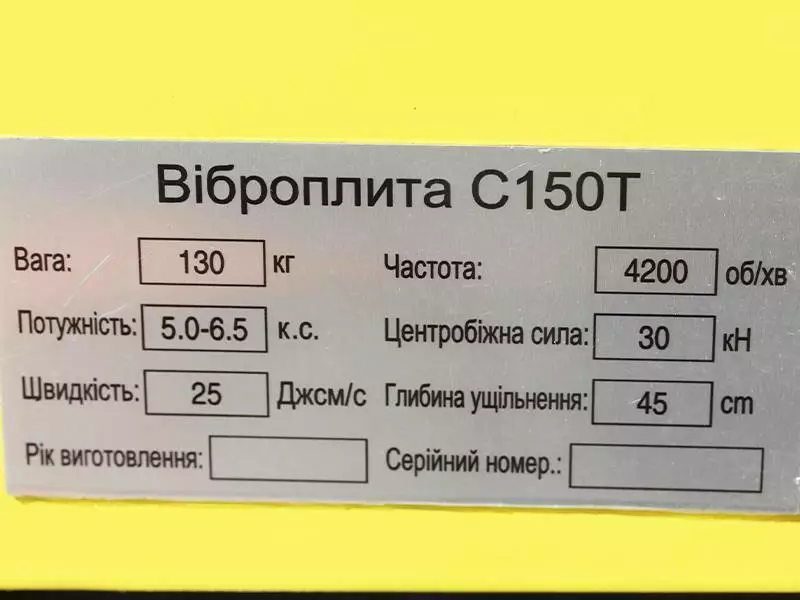 Віброплита С150Т
Вага: 130 кг Частота: 4200 об/хв
Потужність: 5.0-6.5 к.с. Центробіжна сила: 30 кН
Швидкість: 25 Джсм/с Глибина ущільнення: 45 cm
Рік виготовлення: Серійний номер.: